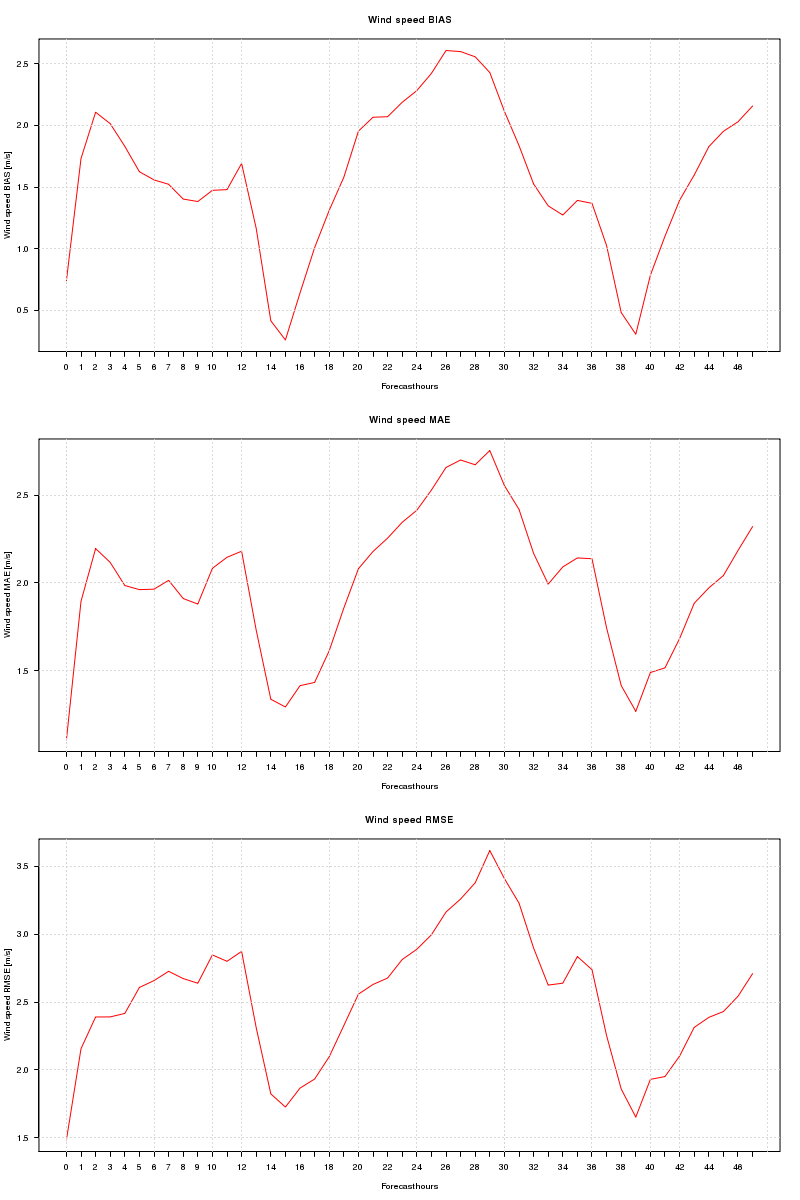 Wind speed BIAS
Wind speed BIAS [m/s]
2.5
2.0
1.5
1.0
0.5
0 1 2 3 4 5 6 7 8 9 10 12 14 16 18 20 22 24 26 28 30 32 34 36 38 40 42 44 46
Forecasthours
Wind speed MAE
Wind speed MAE [m/s]
2.5
2.0
1.5
0 1 2 3 4 5 6 7 8 9 10 12 14 16 18 20 22 24 26 28 30 32 34 36 38 40 42 44 46
Forecasthours
Wind speed RMSE
Wind speed RMSE [m/s]
3.5
3.0
2.5
2.0
1.5
0 1 2 3 4 5 6 7 8 9 10 12 14 16 18 20 22 24 26 28 30 32 34 36 38 40 42 44 46
Forecasthours